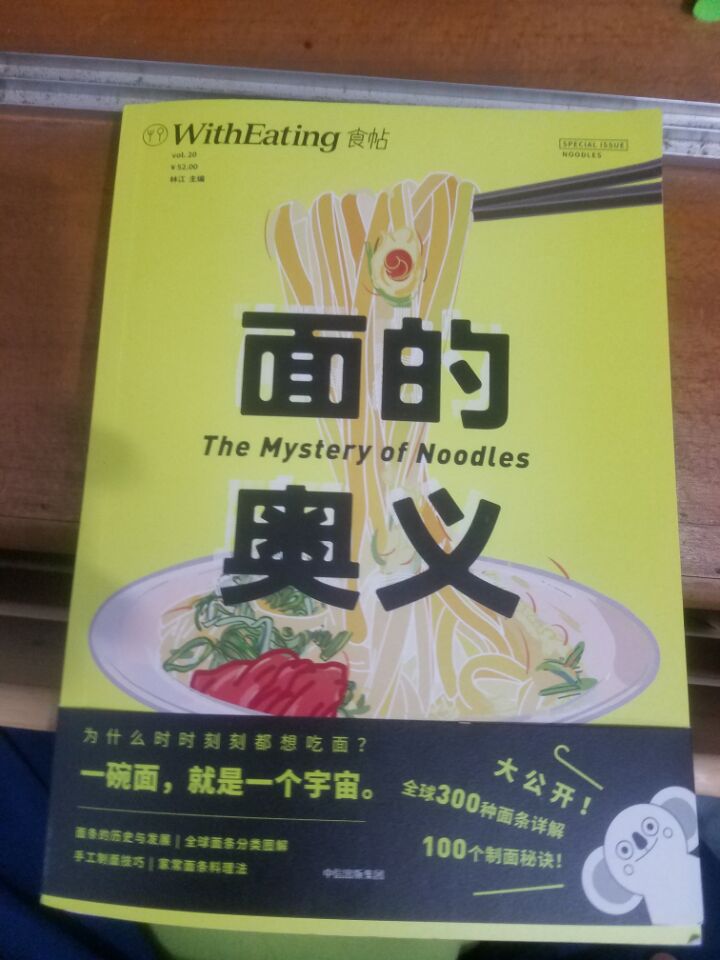 WithEating 食帖
vol. 20
¥52.00
林江 主编
SPECIAL ISSUE
NOODLES
面的
The Mystery of Noodles
奥义
为什么时时刻刻都想吃面？
一碗面，就是一个宇宙。
面条的历史与发展 | 全球面条分类图解
手工制面技巧 | 家常面条料理法
大公开！
全球300种面条详解
100个制面秘诀！
中信出版集团